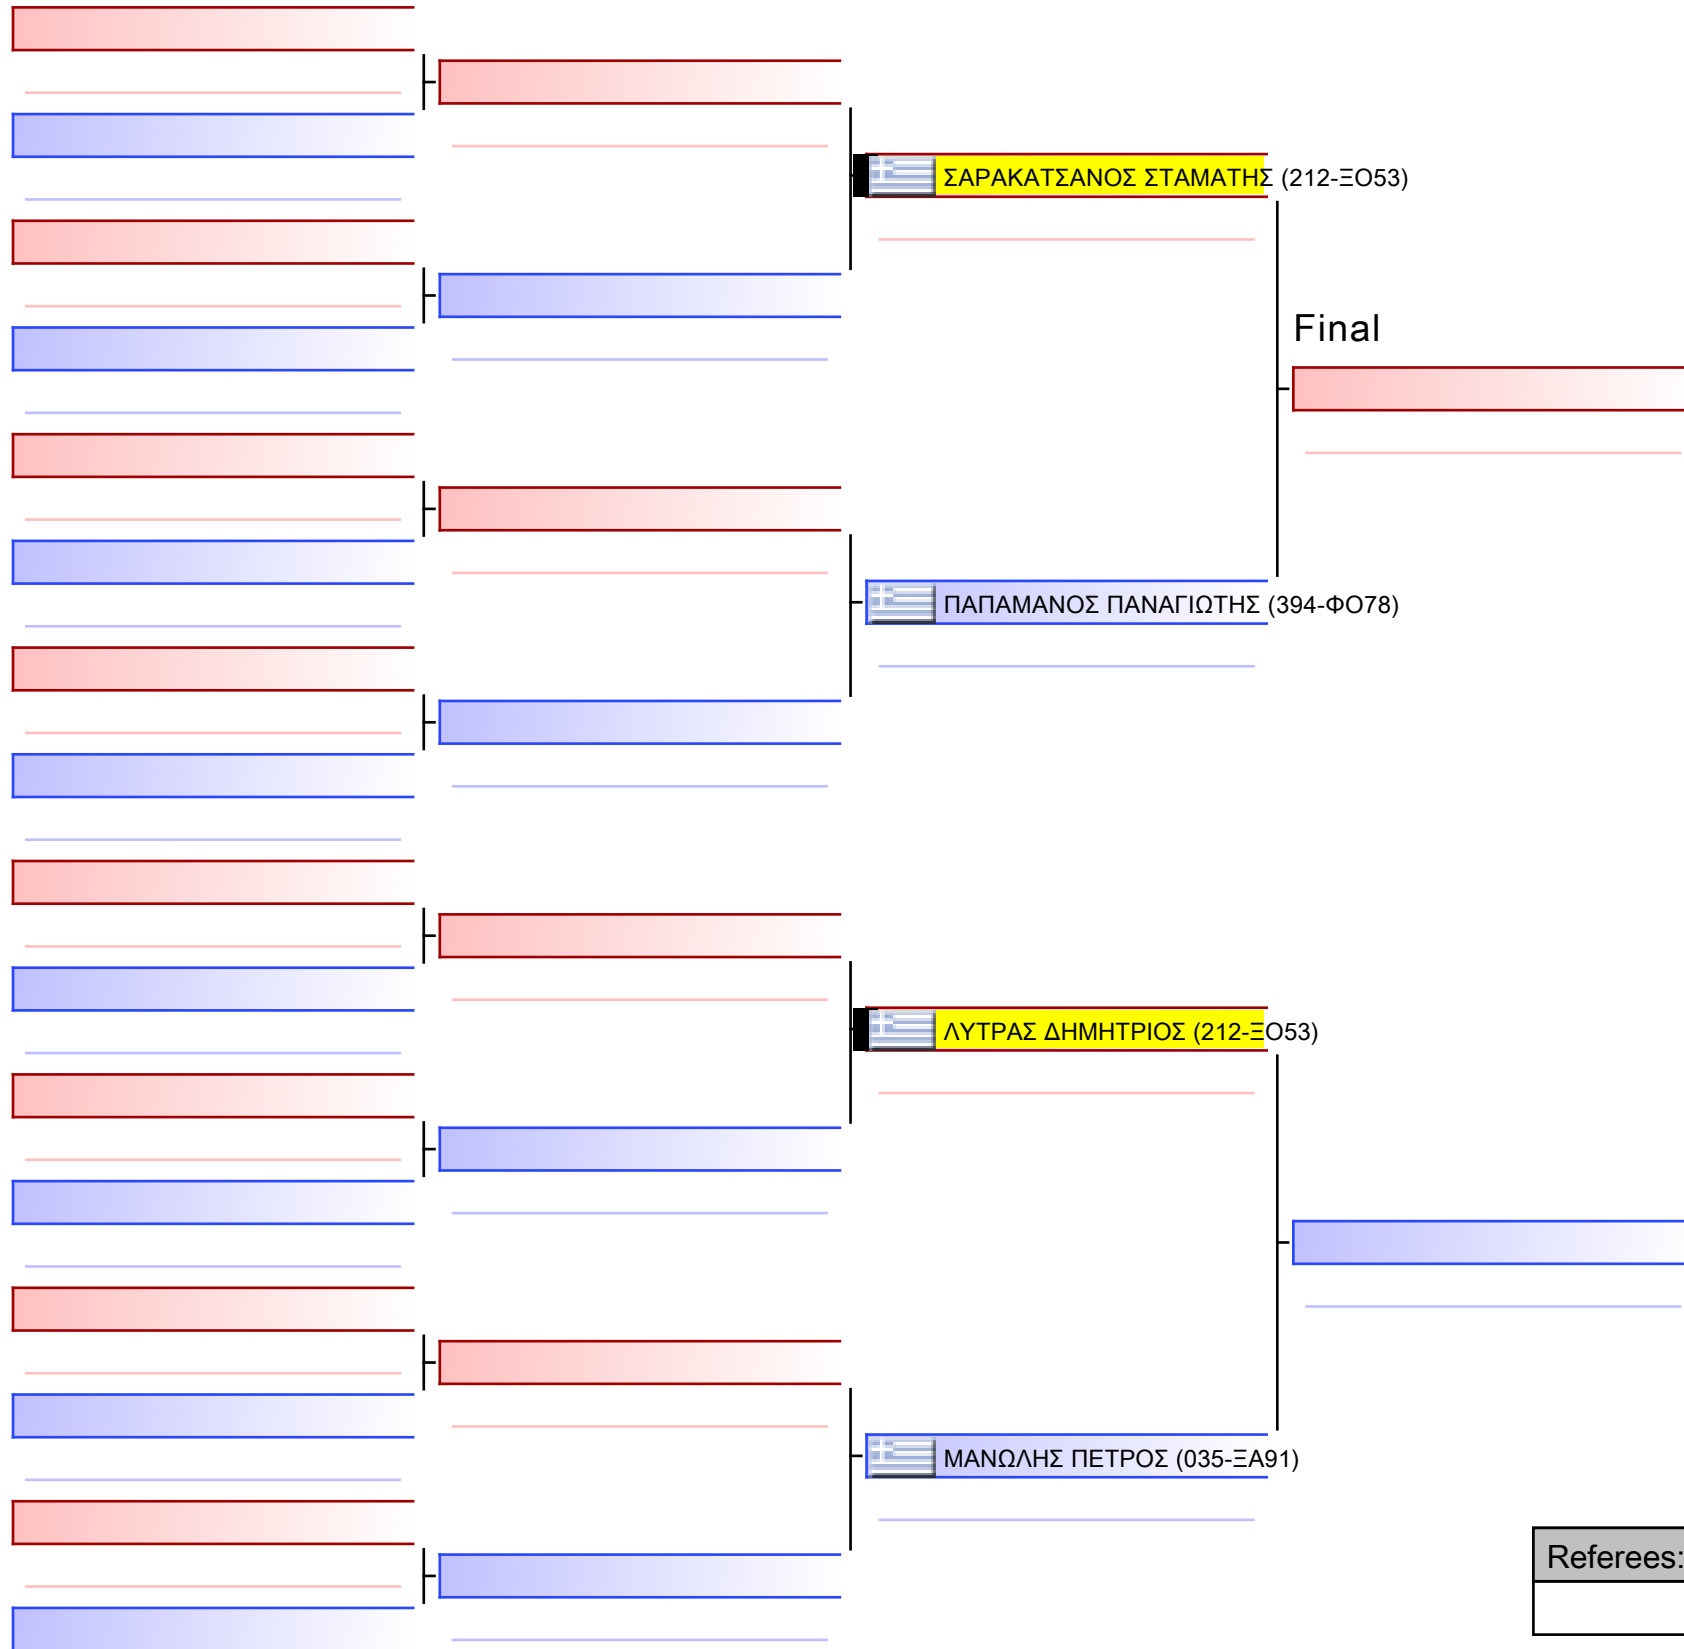 ΣΑΡΑΚΑΤΣΑΝΟΣ ΣΤΑΜΑΤΗΣ (212-ΞΟ53)
Final
ΠΑΠΑΜΑΝΟΣ ΠΑΝΑΓΙΩΤΗΣ (394-ΦΟ78)
ΛΥΤΡΑΣ ΔΗΜΗΤΡΙΟΣ (212-ΞΟ53)
ΜΑΝΩΛΗΣ ΠΕΤΡΟΣ (035-ΞΑ91)
Referees: